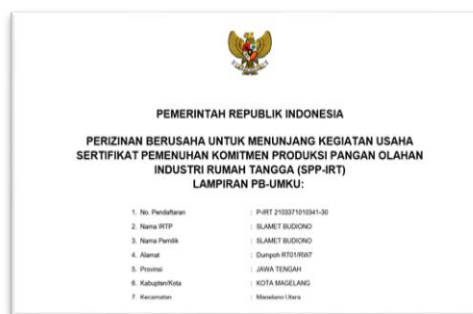 PEMERINTAH REPUBLIK INDONESIA
PERIZINAN BERUSAHA UNTUK MENUNJANG KEGIATAN USAHA
SERTIFIKAT PEMENUHAN KOMITMEN PRODUKSI PANGAN OLAHAN
INDUSTRI RUMAH TANGGA (SPP-IRT)
LAMPIRAN PB-UMKU:
1. No. Pendaftaran : P-IRT 2103371010341-30
2. Nama IRTP : SLAMET BUDIONO
3. Nama Pemilik : SLAMET BUDIONO
4. Alamat : Dumpoh RT01/RW7
5. Provinsi : JAWA TENGAH
6. Kabupten/Kota : KOTA MAGELANG
7. Kecamatan : Magelang Utara